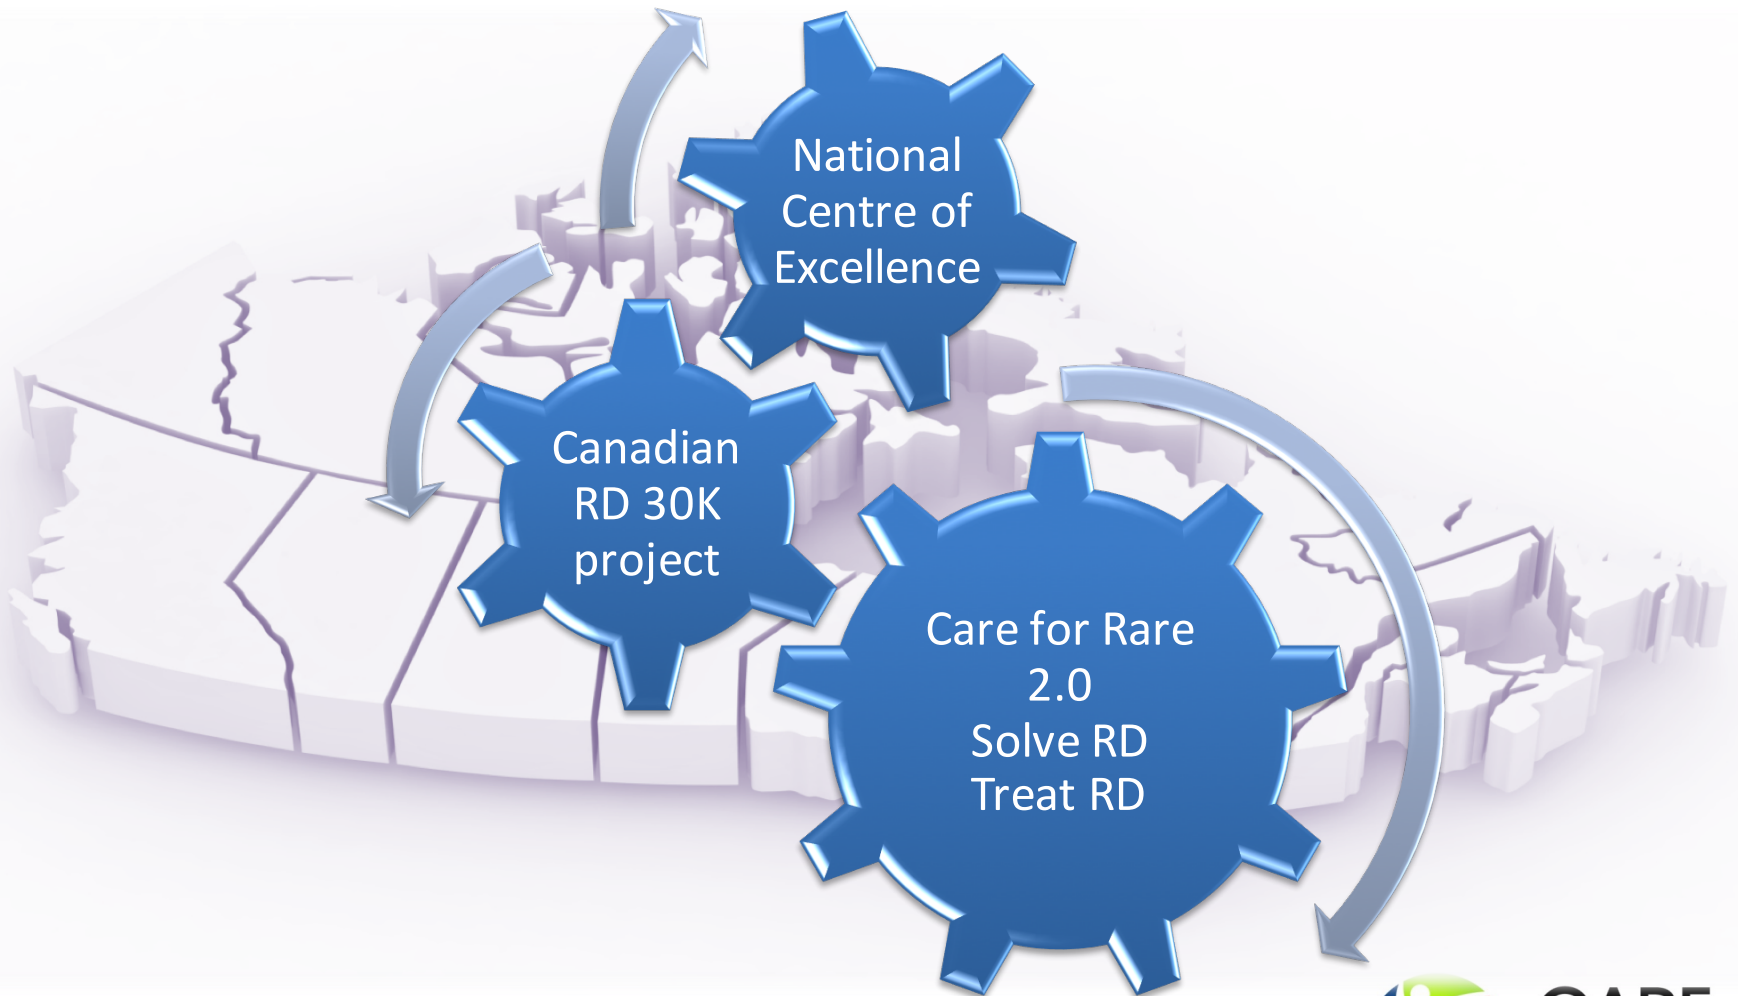 National
Centre of
Excellence
Canadian
RD 30K
project
Care for Rare
2.0
Solve RD
Treat RD